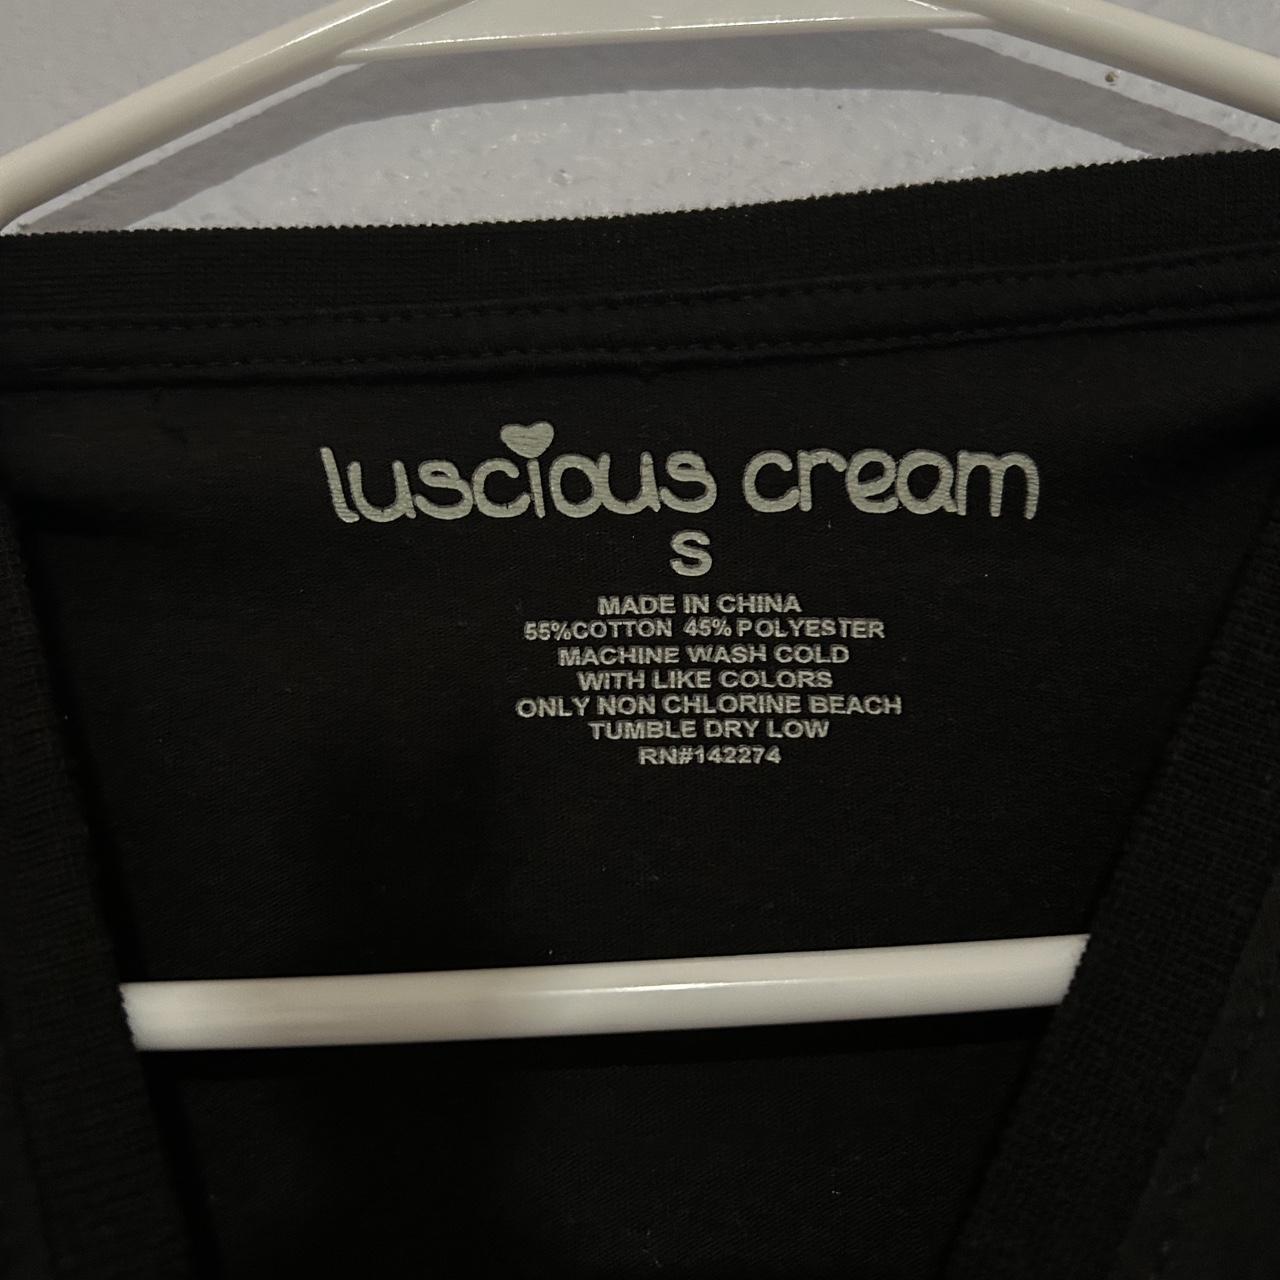 luscious cream
S
MADE IN CHINA
55%COTTON 45% POLYESTER
MACHINE WASH COLD
WITH LIKE COLORS
ONLY NON CHLORINE BEACH
TUMBLE DRY LOW
RN#142274